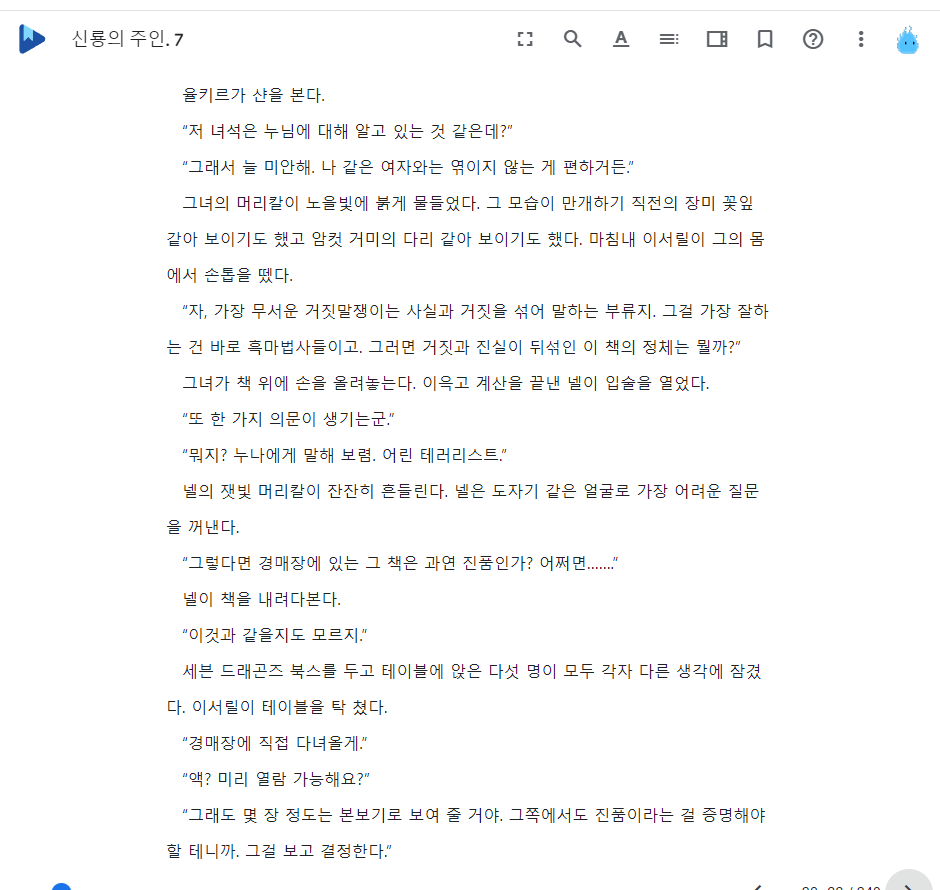 신룡의 주인. 7
율키르가 샨을 본다.
“저 녀석은 누님에 대해 알고 있는 것 같은데?”
“그래서 늘 미안해. 나 같은 여자와는 엮이지 않는 게 편하거든.”
그녀의 머리칼이 노을빛에 붉게 물들었다. 그 모습이 만개하기 직전의 장미 꽃잎
같아 보이기도 했고 암컷 거미의 다리 같아 보이기도 했다. 마침내 이서릴이 그의 몸
에서 손톱을 뗐다.
“자, 가장 무서운 거짓말쟁이는 사실과 거짓을 섞어 말하는 부류지. 그걸 가장 잘하
는 건 바로 흑마법사들이고. 그러면 거짓과 진실이 뒤섞인 이 책의 정체는 뭘까?”
그녀가 책 위에 손을 올려놓는다. 이윽고 계산을 끝낸 넬이 입술을 열었다.
“또 한 가지 의문이 생기는군.”
“뭐지? 누나에게 말해 보렴. 어린 테러리스트.”
넬의 잿빛 머리칼이 잔잔히 흔들린다. 넬은 도자기 같은 얼굴로 가장 어려운 질문
을 꺼낸다.
“그렇다면 경매장에 있는 그 책은 과연 진품인가? 어쩌면…….”
넬이 책을 내려다본다.
“이것과 같을지도 모르지.”
세븐 드래곤즈 북스를 두고 테이블에 앉은 다섯 명이 모두 각자 다른 생각에 잠겼
다. 이서릴이 테이블을 탁 쳤다.
“경매장에 직접 다녀올게.”
“액? 미리 열람 가능해요?”
“그래도 몇 장 정도는 본보기로 보여 줄 거야. 그쪽에서도 진품이라는 걸 증명해야
할 테니까. 그걸 보고 결정한다.”